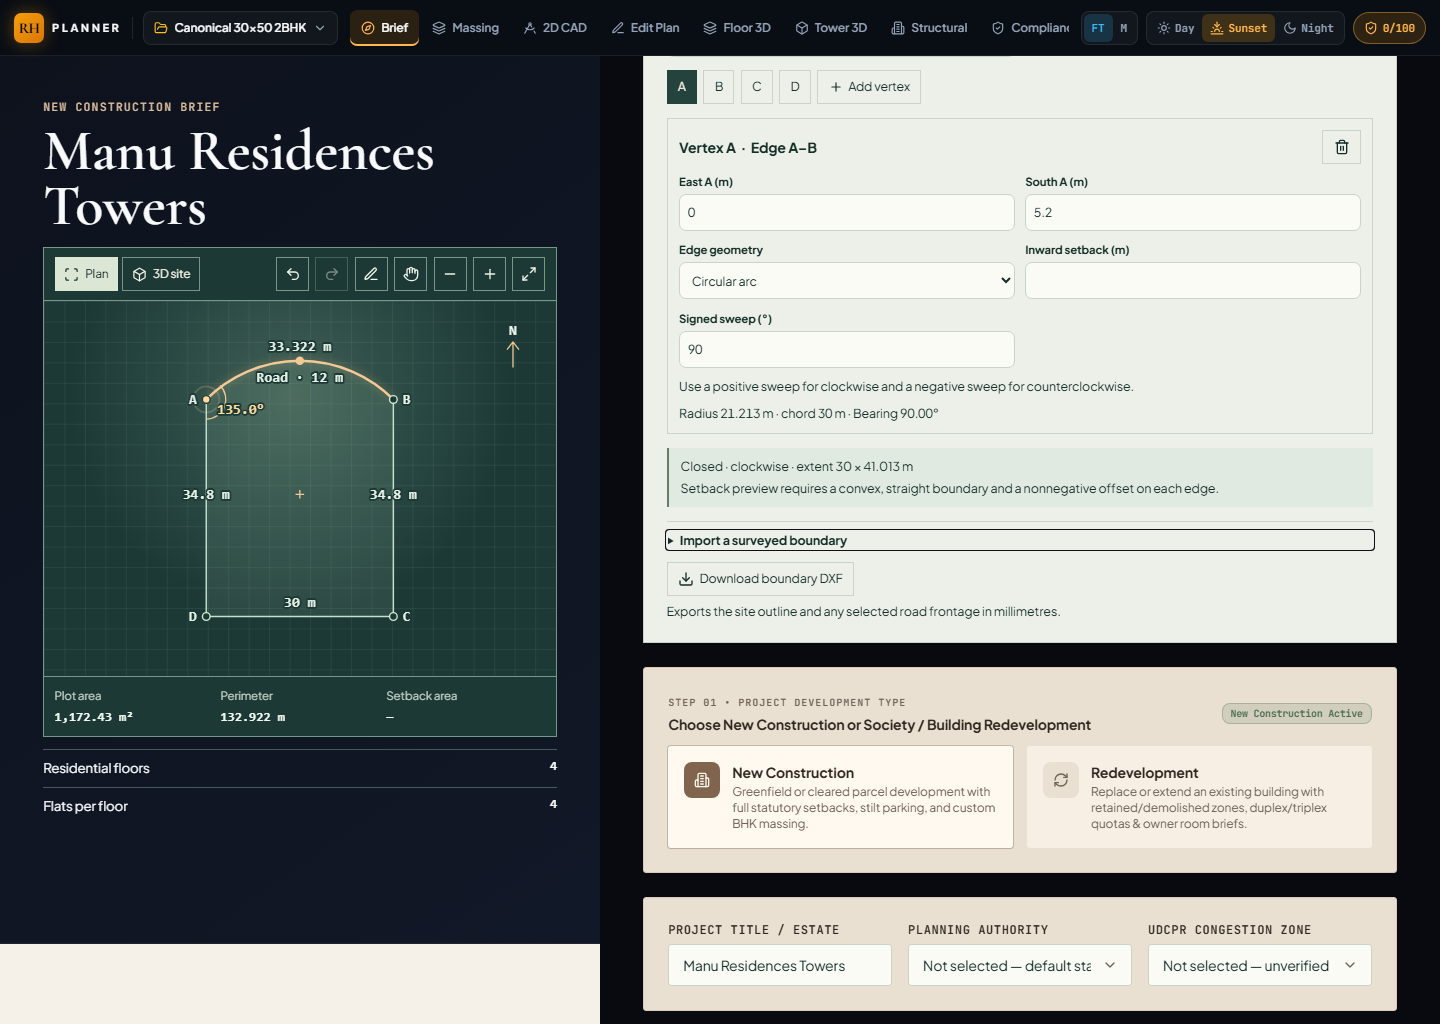 RH PLANNER
Canonical 30×50 2BHK
Brief
Massing
2D CAD
Edit Plan
Floor 3D
Tower 3D
Structural
FT M
Day
Sunset
Night
0/100
NEW CONSTRUCTION BRIEF
Manu Residences
Towers
Plan
3D site
N
33.322 m
Road · 12 m
A
135.0°
B
34.8 m
34.8 m
30 m
D
C
Plot area
Perimeter
Setback area
1,172.43 m²
132.922 m
—
Residential floors
4
Flats per floor
4
A B C D + Add vertex
Vertex A · Edge A–B
East A (m)
South A (m)
0
5.2
Edge geometry
Inward setback (m)
Circular arc
Signed sweep (°)
90
Use a positive sweep for clockwise and a negative sweep for counterclockwise.
Radius 21.213 m · chord 30 m · Bearing 90.00°
Closed · clockwise · extent 30 × 41.013 m
Setback preview requires a convex, straight boundary and a nonnegative offset on each edge.
Import a surveyed boundary
Download boundary DXF
Exports the site outline and any selected road frontage in millimetres.
STEP 01 • PROJECT DEVELOPMENT TYPE
Choose New Construction or Society / Building Redevelopment
New Construction Active
New Construction
Greenfield or cleared parcel development with
full statutory setbacks, stilt parking, and custom
BHK massing.
Redevelopment
Replace or extend an existing building with
retained/demolished zones, duplex/triplex
quotas & owner room briefs.
PROJECT TITLE / ESTATE
PLANNING AUTHORITY
UDCPR CONGESTION ZONE
Manu Residences Towers
Not selected — default sta
Not selected — unverified